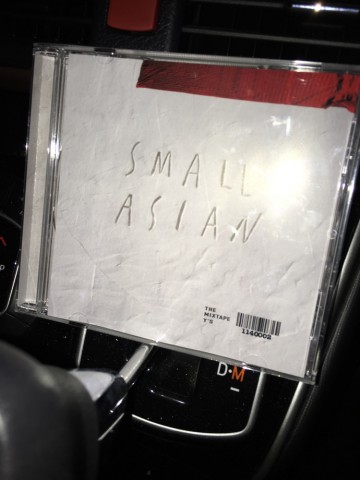 SMALL
ASIAN
THE
MIXTAPE
V'S
1160002
P
D·M